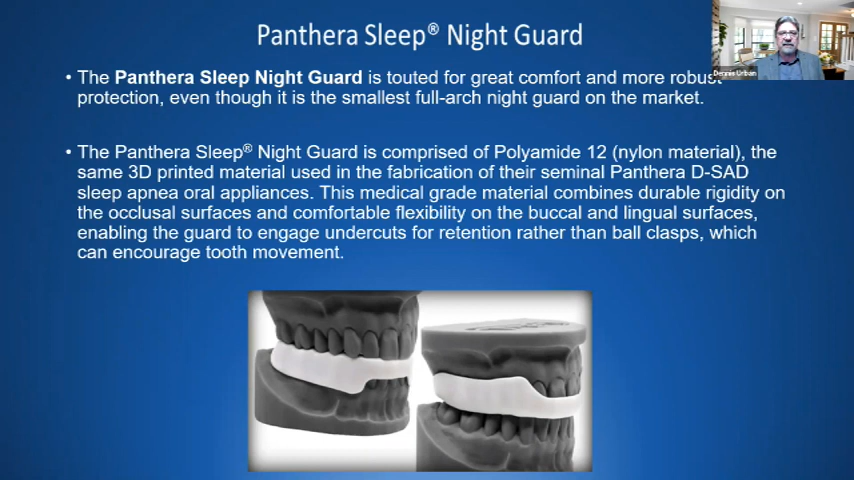 Panthera Sleep® Night Guard
• The Panthera Sleep Night Guard is touted for great comfort and more robust
protection, even though it is the smallest full-arch night guard on the market.
• The Panthera Sleep® Night Guard is comprised of Polyamide 12 (nylon material), the
same 3D printed material used in the fabrication of their seminal Panthera D-SAD
sleep apnea oral appliances. This medical grade material combines durable rigidity on
the occlusal surfaces and comfortable flexibility on the buccal and lingual surfaces,
enabling the guard to engage undercuts for retention rather than ball clasps, which
can encourage tooth movement.
Dennis Urban